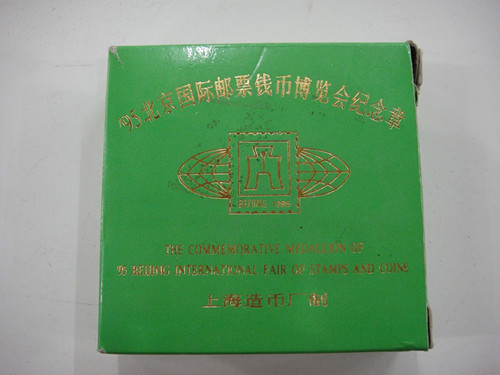 '95北京国际邮票钱币博览会纪念章
BEIJING 1995
THE COMMEMORATIVE MEDALLION OF
95 BEIJING INTERNATIONAL FAIR OF STAMPS AND COINS
上海造币厂制